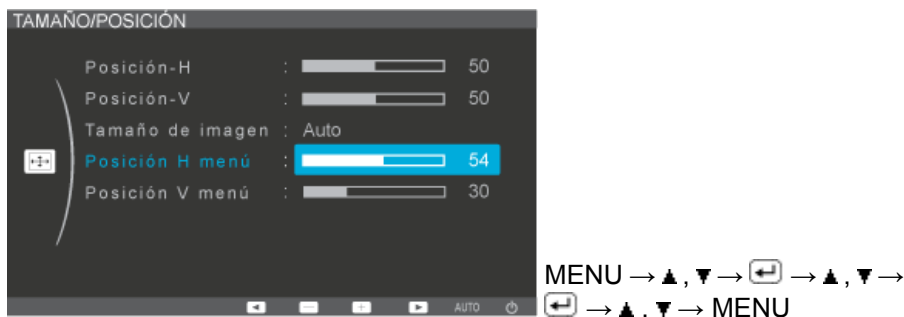 TAMAÑO/POSICIÓN
Posición-H : 50
Posición-V : 50
Tamaño de imagen : Auto
Posición H menú : 54
Posición V menú : 30
AUTO
MENU → ▲ , ▼ → ↵ → ▲ , ▼ →
↵ → ▲ , ▼ → MENU